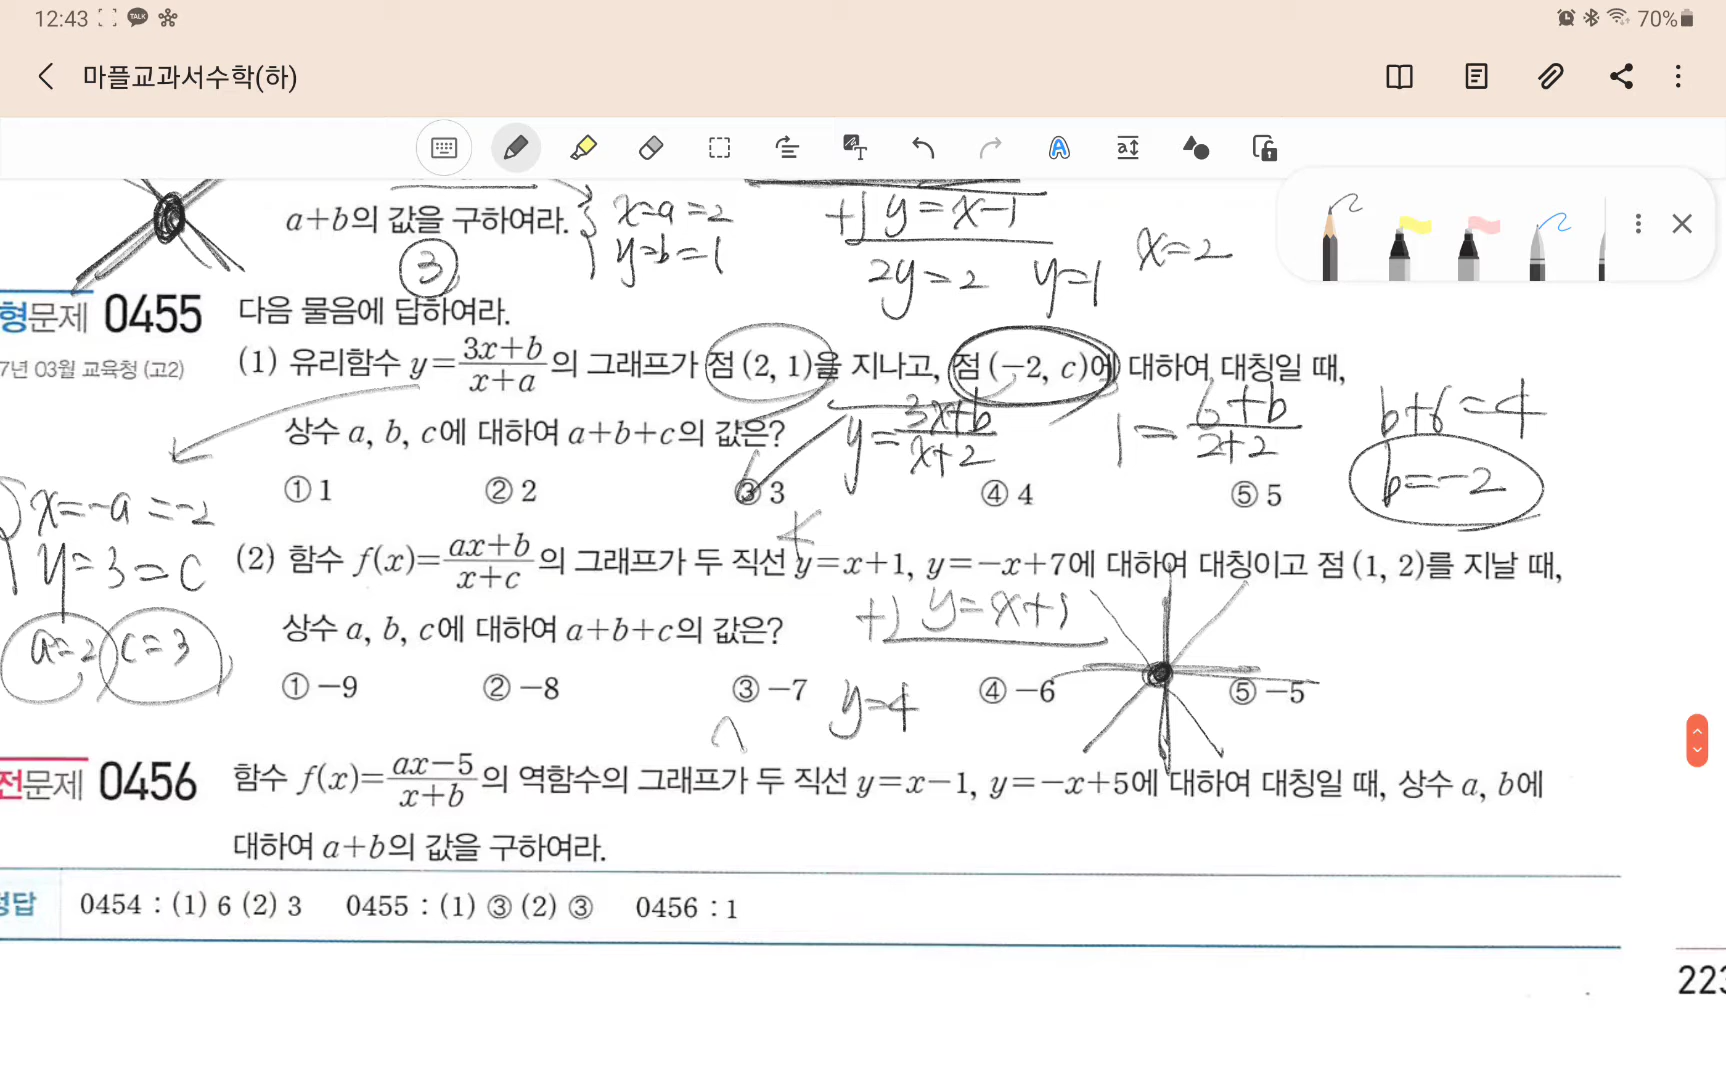 12:43 TALK 70%
마플교과서수학(하)
a+b의 값을 구하여라. x=a=2 +) y=x-1
③ y=b=1 2y=2 y=1 x=2
형문제 0455 다음 물음에 답하여라.
7년 03월 교육청 (고2) (1) 유리함수 y=\frac{3x+b}{x+a}의 그래프가 점 (2, 1)을 지나고, 점 (-2, c)에 대하여 대칭일 때,
상수 a, b, c에 대하여 a+b+c의 값은? y=\frac{3x+b}{x+2} 1=\frac{6+b}{2+2} b+6=4
① 1 ② 2 ③ 3 ④ 4 ⑤ 5 b=-2
x=-a=-2
y=3=c
a=2 c=3
(2) 함수 f(x)=\frac{ax+b}{x+c}의 그래프가 두 직선 y=x+1, y=-x+7에 대하여 대칭이고 점 (1, 2)를 지날 때,
상수 a, b, c에 대하여 a+b+c의 값은? +) y=x+1
① -9 ② -8 ③ -7 ④ -6 ⑤ -5
y=4
전문제 0456 함수 f(x)=\frac{ax-5}{x+b}의 역함수의 그래프가 두 직선 y=x-1, y=-x+5에 대하여 대칭일 때, 상수 a, b에
대하여 a+b의 값을 구하여라.
정답 0454 : (1) 6 (2) 3 0455 : (1) ③ (2) ③ 0456 : 1
223